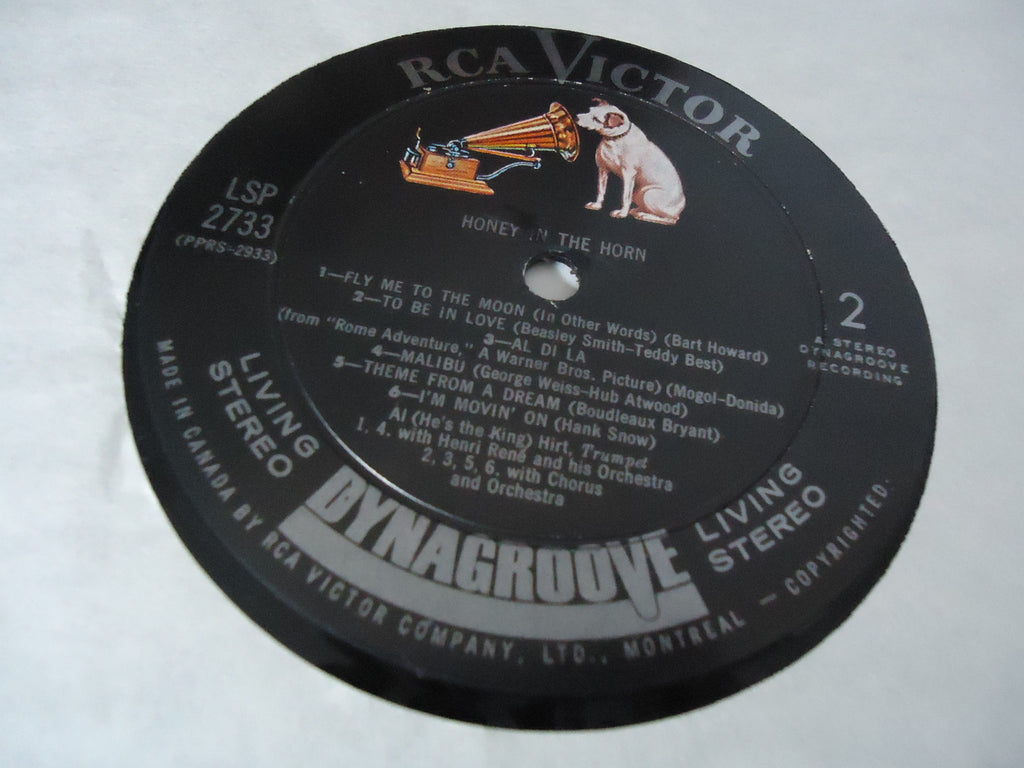 RCA VICTOR
LSP
2733
(PPRS-2933)
HONEY IN THE HORN
1—FLY ME TO THE MOON (In Other Words) (Bart Howard)
2—TO BE IN LOVE (Beasley Smith-Teddy Best)
3—AL DI LA
(from "Rome Adventure," A Warner Bros. Picture) (Mogol-Donida)
4—MALIBU (George Weiss-Hub Atwood)
5—THEME FROM A DREAM (Boudleaux Bryant)
6—I'M MOVIN' ON (Hank Snow)
Al (He's the King) Hirt, Trumpet
1, 4. with Henri René and his Orchestra
2, 3, 5, 6. with Chorus
and Orchestra
2
A STEREO
DYNAGROOVE
RECORDING
LIVING
STEREO
DYNAGROOVE
LIVING
STEREO
MADE IN CANADA BY RCA VICTOR COMPANY, LTD., MONTREAL — COPYRIGHTED.